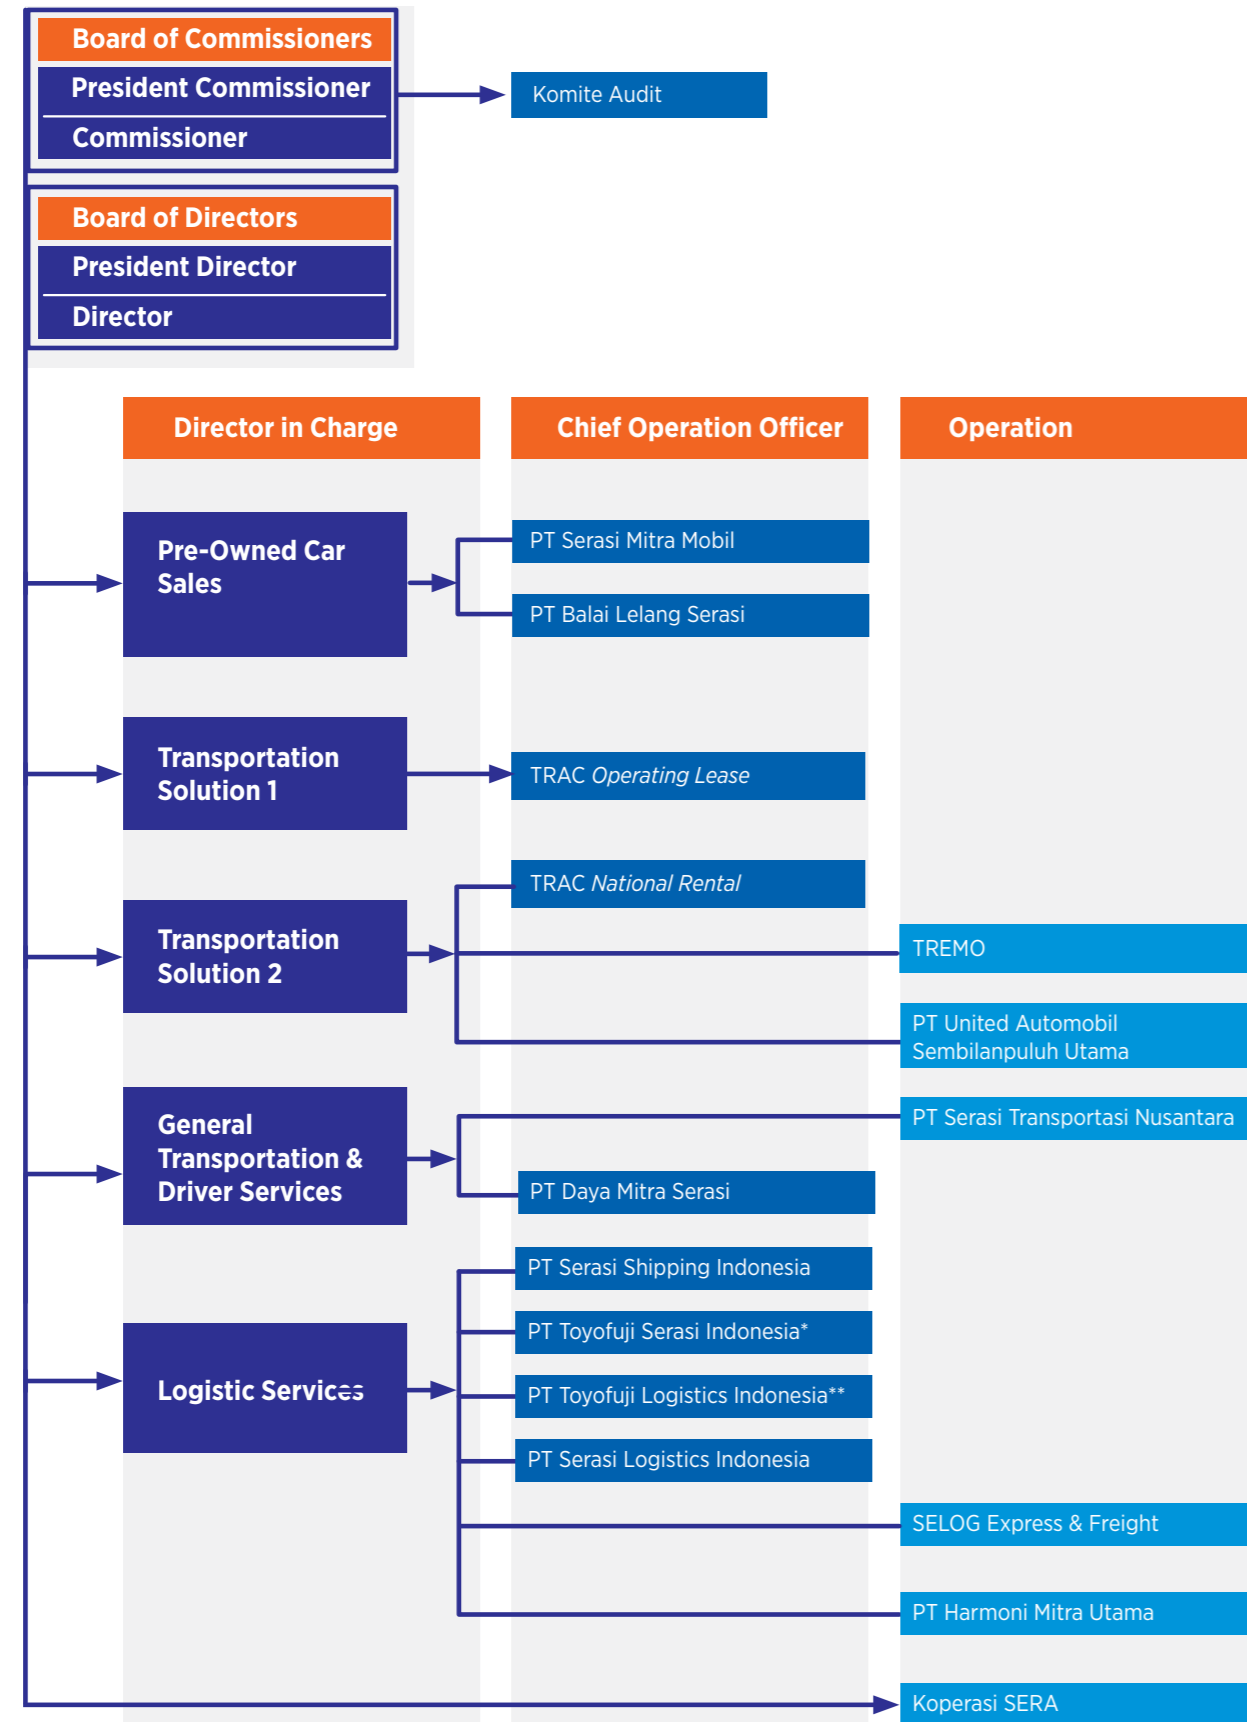 Board of Commissioners
President Commissioner
Commissioner
Komite Audit
Board of Directors
President Director
Director
Director in Charge
Chief Operation Officer
Operation
Pre-Owned Car
Sales
PT Serasi Mitra Mobil
PT Balai Lelang Serasi
Transportation
Solution 1
TRAC Operating Lease
Transportation
Solution 2
TRAC National Rental
TREMO
PT United Automobil
Sembilanpuluh Utama
General
Transportation &
Driver Services
PT Serasi Transportasi Nusantara
PT Daya Mitra Serasi
Logistic Services
PT Serasi Shipping Indonesia
PT Toyofuji Serasi Indonesia*
PT Toyofuji Logistics Indonesia**
PT Serasi Logistics Indonesia
SELOG Express & Freight
PT Harmoni Mitra Utama
Koperasi SERA